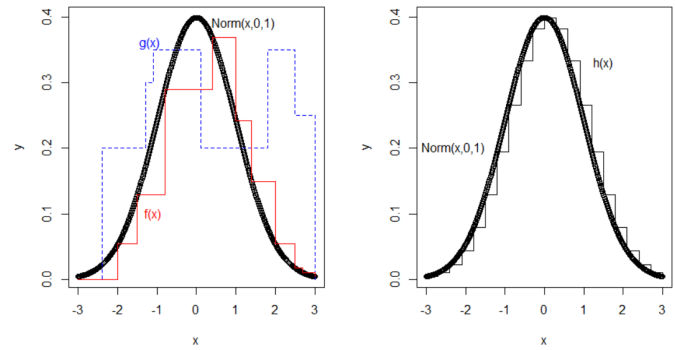 0.4
0.3
0.2
0.1
0.0
y
-3 -2 -1 0 1 2 3
x
Norm(x,0,1)
g(x)
f(x)
0.4
0.3
0.2
0.1
0.0
y
-3 -2 -1 0 1 2 3
x
h(x)
Norm(x,0,1)